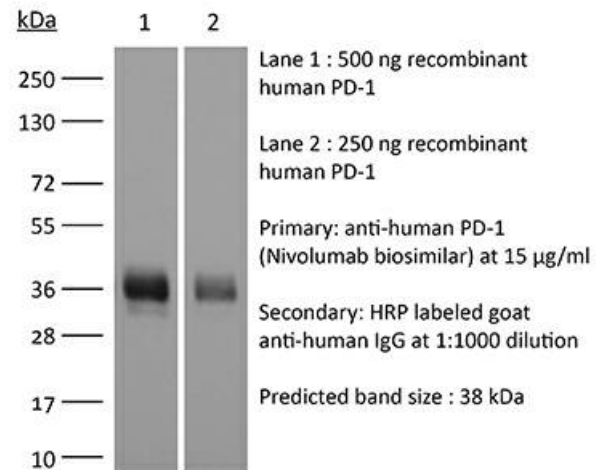 kDa
1 2
250
130
72
55
36
28
17
10
Lane 1 : 500 ng recombinant
human PD-1
Lane 2 : 250 ng recombinant
human PD-1
Primary: anti-human PD-1
(Nivolumab biosimilar) at 15 µg/ml
Secondary: HRP labeled goat
anti-human IgG at 1:1000 dilution
Predicted band size : 38 kDa